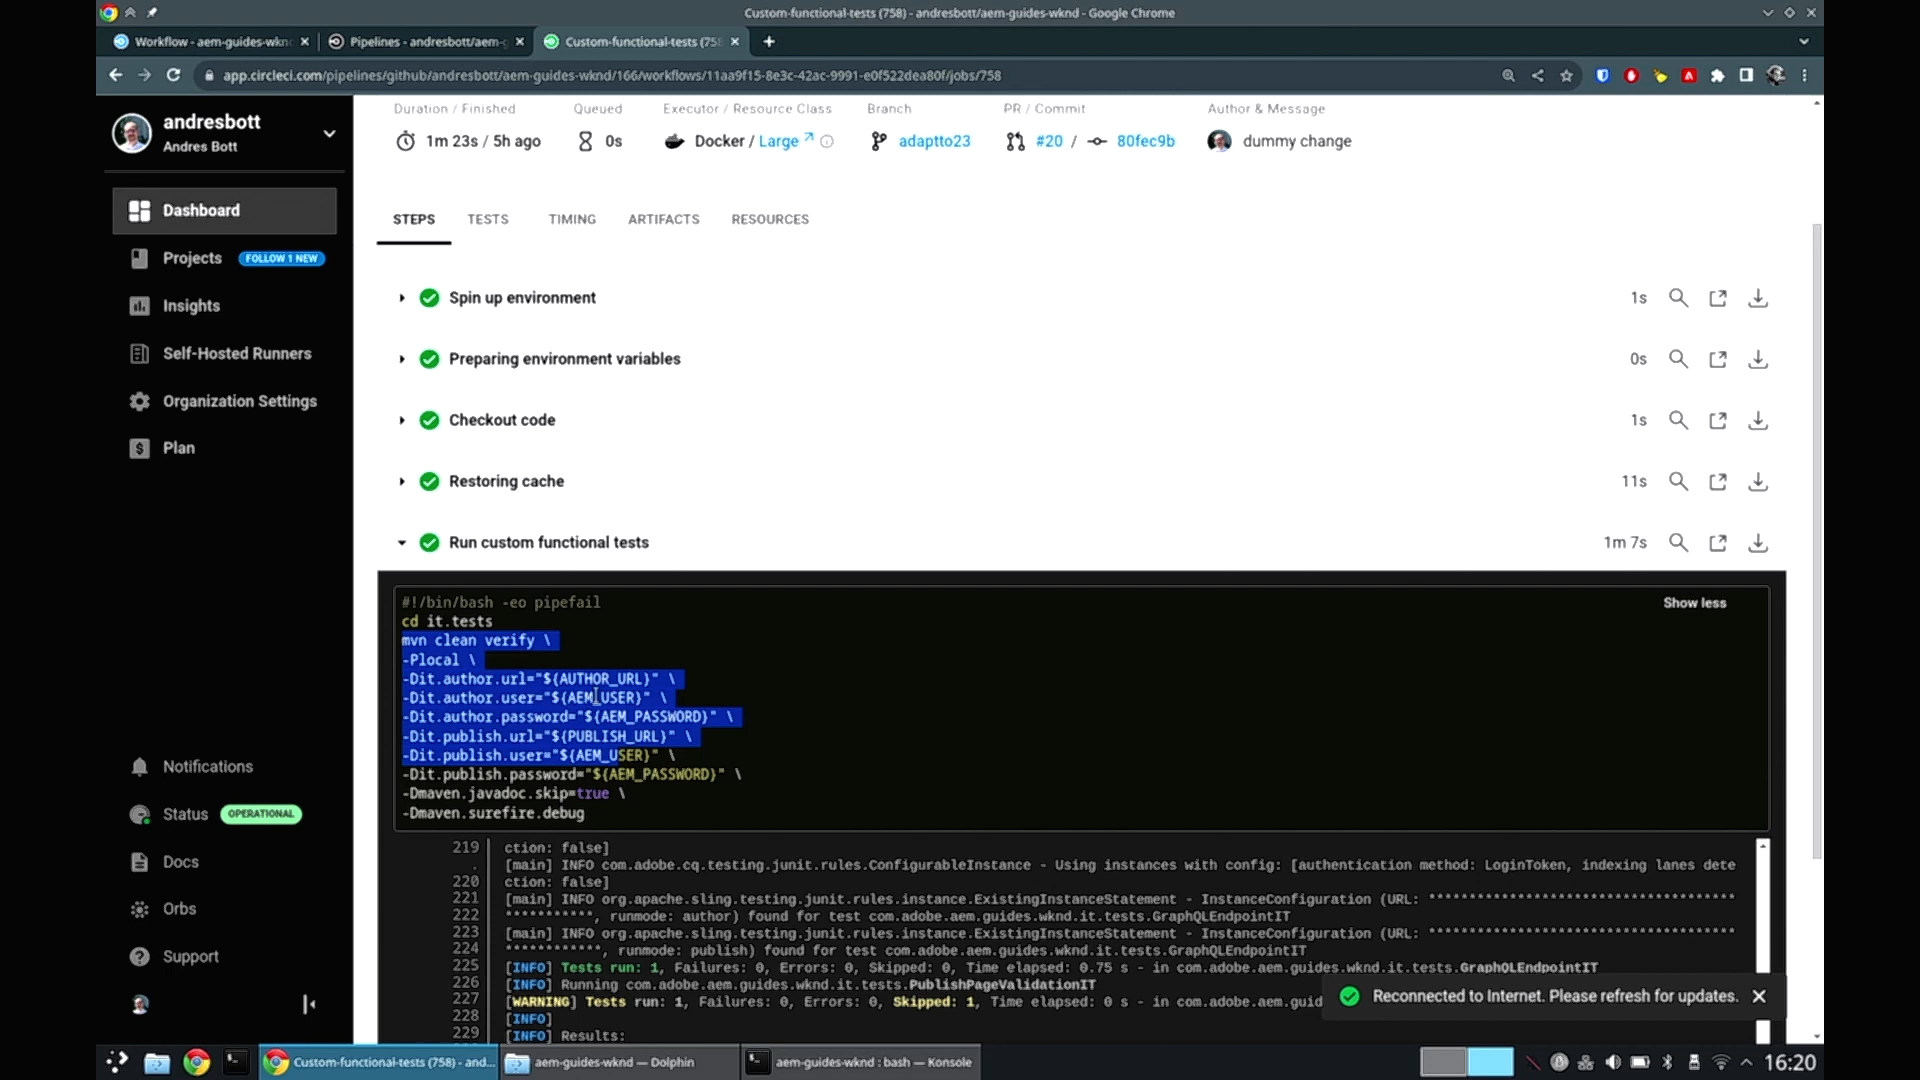 Custom-functional-tests (758) - andresbott/aem-guides-wknd - Google Chrome
Workflow - aem-guides-wknd
Pipelines - andresbott/aem-g
Custom-functional-tests (758
app.circleci.com/pipelines/github/andresbott/aem-guides-wknd/166/workflows/11aa9f15-8e3c-42ac-9991-e0f522dea80f/jobs/758
andresbott
Andres Bott
Dashboard
Projects FOLLOW 1 NEW
Insights
Self-Hosted Runners
Organization Settings
Plan
Notifications
Status OPERATIONAL
Docs
Orbs
Support
Duration / Finished Queued Executor / Resource Class Branch PR / Commit Author & Message
1m 23s / 5h ago 0s Docker / Large adaptto23 #20 / 80fec9b dummy change
STEPS TESTS TIMING ARTIFACTS RESOURCES
Spin up environment 1s
Preparing environment variables 0s
Checkout code 1s
Restoring cache 11s
Run custom functional tests 1m 7s
#!/bin/bash -eo pipefail Show less
cd it.tests
mvn clean verify \
-Plocal \
-Dit.author.url="${AUTHOR_URL}" \
-Dit.author.user="${AEM_USER}" \
-Dit.author.password="${AEM_PASSWORD}" \
-Dit.publish.url="${PUBLISH_URL}" \
-Dit.publish.user="${AEM_USER}" \
-Dit.publish.password="${AEM_PASSWORD}" \
-Dmaven.javadoc.skip=true \
-Dmaven.surefire.debug
219 ction: false]
. [main] INFO com.adobe.cq.testing.junit.rules.ConfigurableInstance - Using instances with config: [authentication method: LoginToken, indexing lanes dete
220 ction: false]
221 [main] INFO org.apache.sling.testing.junit.rules.instance.ExistingInstanceStatement - InstanceConfiguration (URL: *************************************
222 ***********, runmode: author) found for test com.adobe.aem.guides.wknd.it.tests.GraphQLEndpointIT
223 [main] INFO org.apache.sling.testing.junit.rules.instance.ExistingInstanceStatement - InstanceConfiguration (URL: *************************************
224 ************, runmode: publish) found for test com.adobe.aem.guides.wknd.it.tests.GraphQLEndpointIT
225 [INFO] Tests run: 1, Failures: 0, Errors: 0, Skipped: 0, Time elapsed: 0.75 s - in com.adobe.aem.guides.wknd.it.tests.GraphQLEndpointIT
226 [INFO] Running com.adobe.aem.guides.wknd.it.tests.PublishPageValidationIT
227 [WARNING] Tests run: 1, Failures: 0, Errors: 0, Skipped: 1, Time elapsed: 0 s - in com.adobe.aem.guid
228 [INFO]
229 [INFO] Results:
Reconnected to Internet. Please refresh for updates.
Custom-functional-tests (758) - and...
aem-guides-wknd — Dolphin
aem-guides-wknd : bash — Konsole
16:20